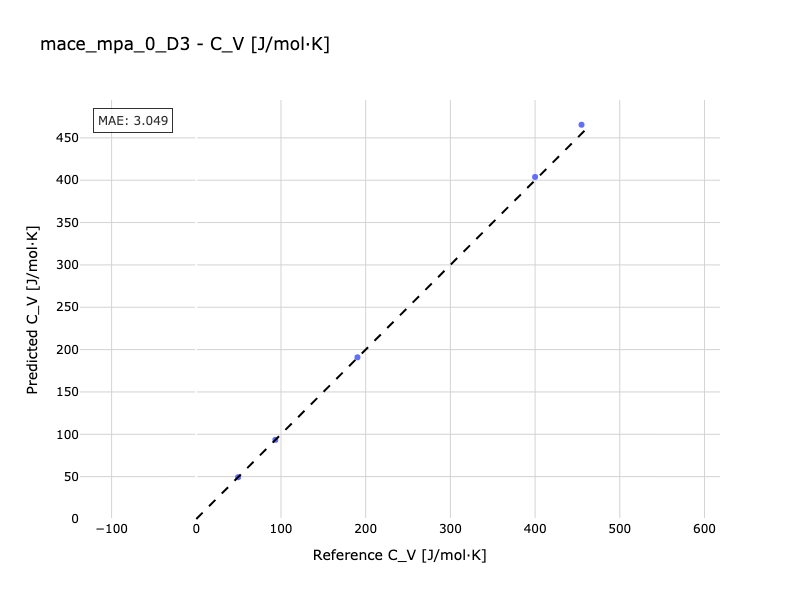 mace_mpa_0_D3 - C_V [J/mol·K]
MAE: 3.049
450
400
350
300
250
200
150
100
50
0
−100 0 100 200 300 400 500 600
Predicted C_V [J/mol·K]
Reference C_V [J/mol·K]